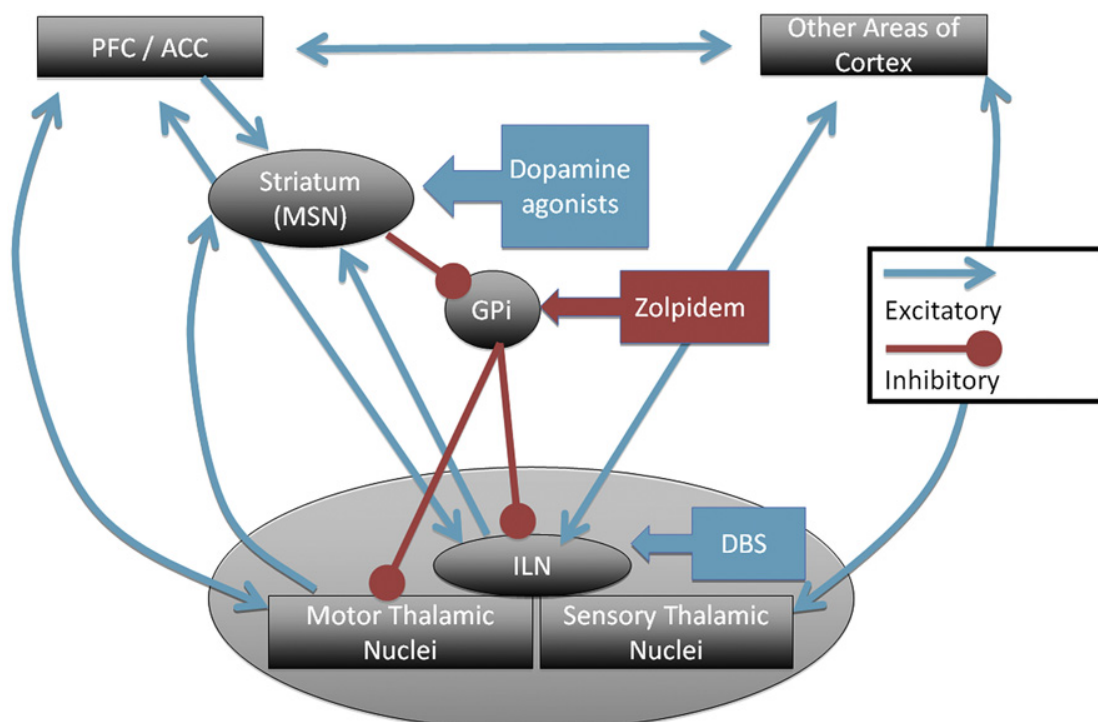 PFC / ACC
Other Areas of
Cortex
Striatum
(MSN)
Dopamine
agonists
GPi
Zolpidem
Excitatory
Inhibitory
ILN
DBS
Motor Thalamic
Nuclei
Sensory Thalamic
Nuclei